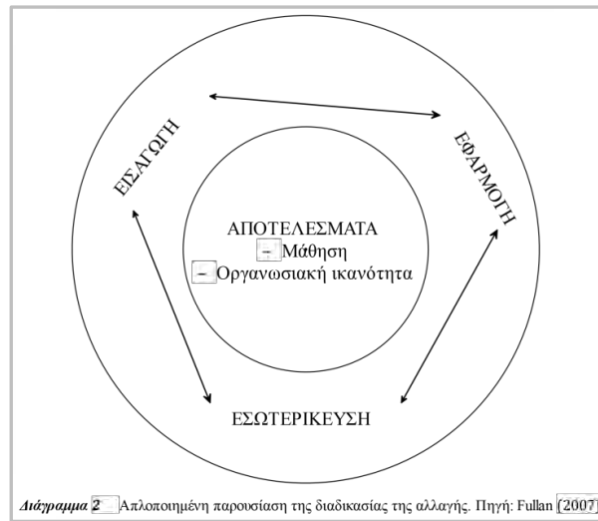 ΕΙΣΑΓΩΓΗ
ΕΦΑΡΜΟΓΗ
ΑΠΟΤΕΛΕΣΜΑΤΑ
– Μάθηση
– Οργανωσιακή ικανότητα
ΕΣΩΤΕΡΙΚΕΥΣΗ
Διάγραμμα 2 Απλοποιημένη παρουσίαση της διαδικασίας της αλλαγής. Πηγή: Fullan (2007)